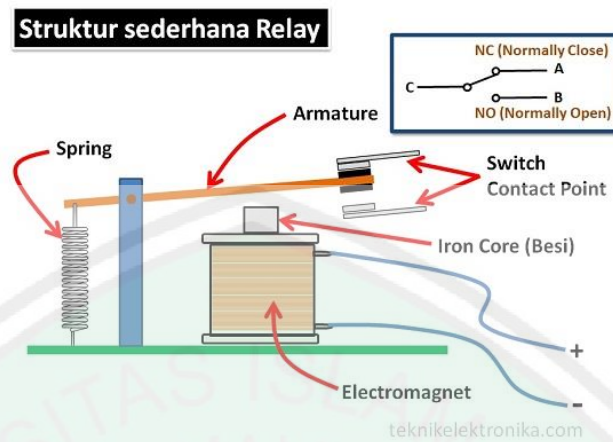 Struktur sederhana Relay
NC (Normally Close)
A
C
B
NO (Normally Open)
Armature
Spring
Switch
Contact Point
Iron Core (Besi)
+
Electromagnet
-
teknikelektronika.com